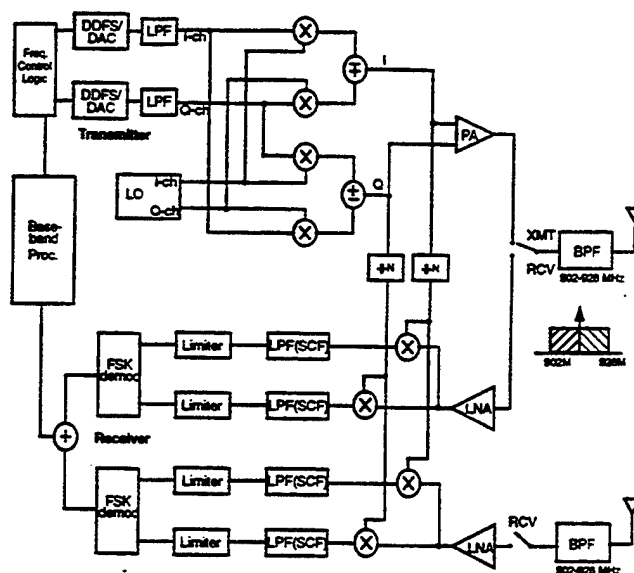 DDFS/
DAC
LPF
I-ch
Freq.
Control
Logic
DDFS/
DAC
LPF
Q-ch
Transmitter
I
PA
LO
I-ch
Q-ch
Q
Base-
band
Proc.
XMT
RCV
BPF
902-928 MHz
÷N
÷N
902M
928M
FSK
demod
Limiter
LPF(SCF)
Limiter
LPF(SCF)
LNA
Receiver
FSK
demod
Limiter
LPF(SCF)
Limiter
LPF(SCF)
LNA
RCV
BPF
902-928 MHz